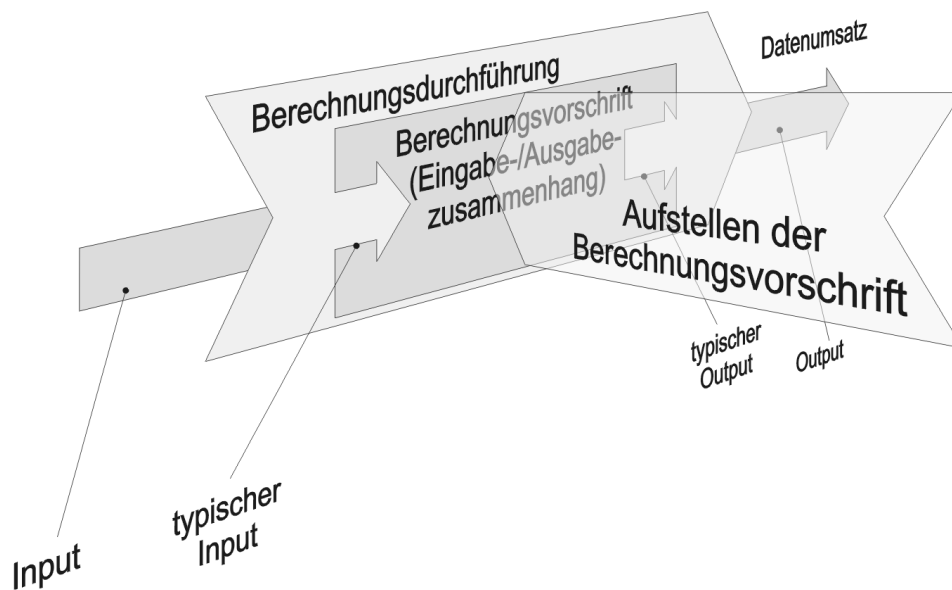 Datenumsatz
Berechnungsdurchführung
Berechnungsvorschrift
(Eingabe-/Ausgabe-
zusammenhang)
Aufstellen der
Berechnungsvorschrift
typischer
Output
Output
typischer
Input
Input